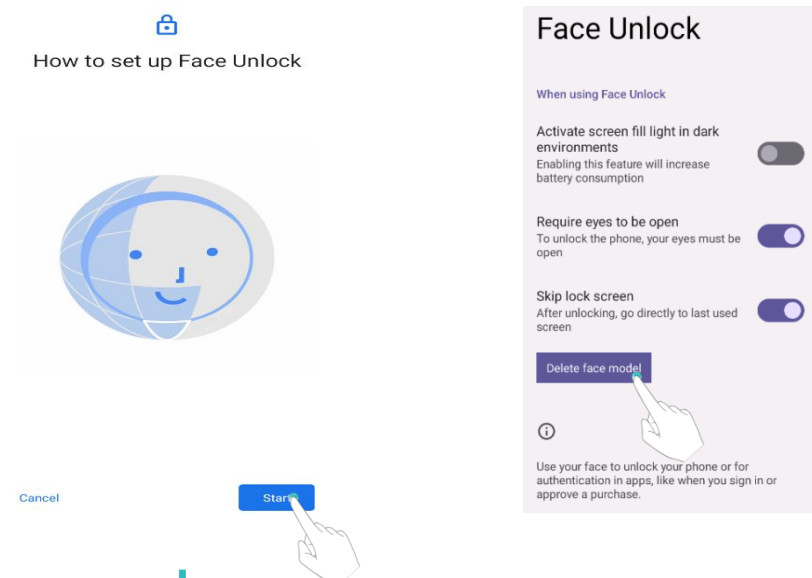 How to set up Face Unlock
Cancel
Start
Face Unlock
When using Face Unlock
Activate screen fill light in dark
environments
Enabling this feature will increase
battery consumption
Require eyes to be open
To unlock the phone, your eyes must be
open
Skip lock screen
After unlocking, go directly to last used
screen
Delete face model
Use your face to unlock your phone or for
authentication in apps, like when you sign in or
approve a purchase.